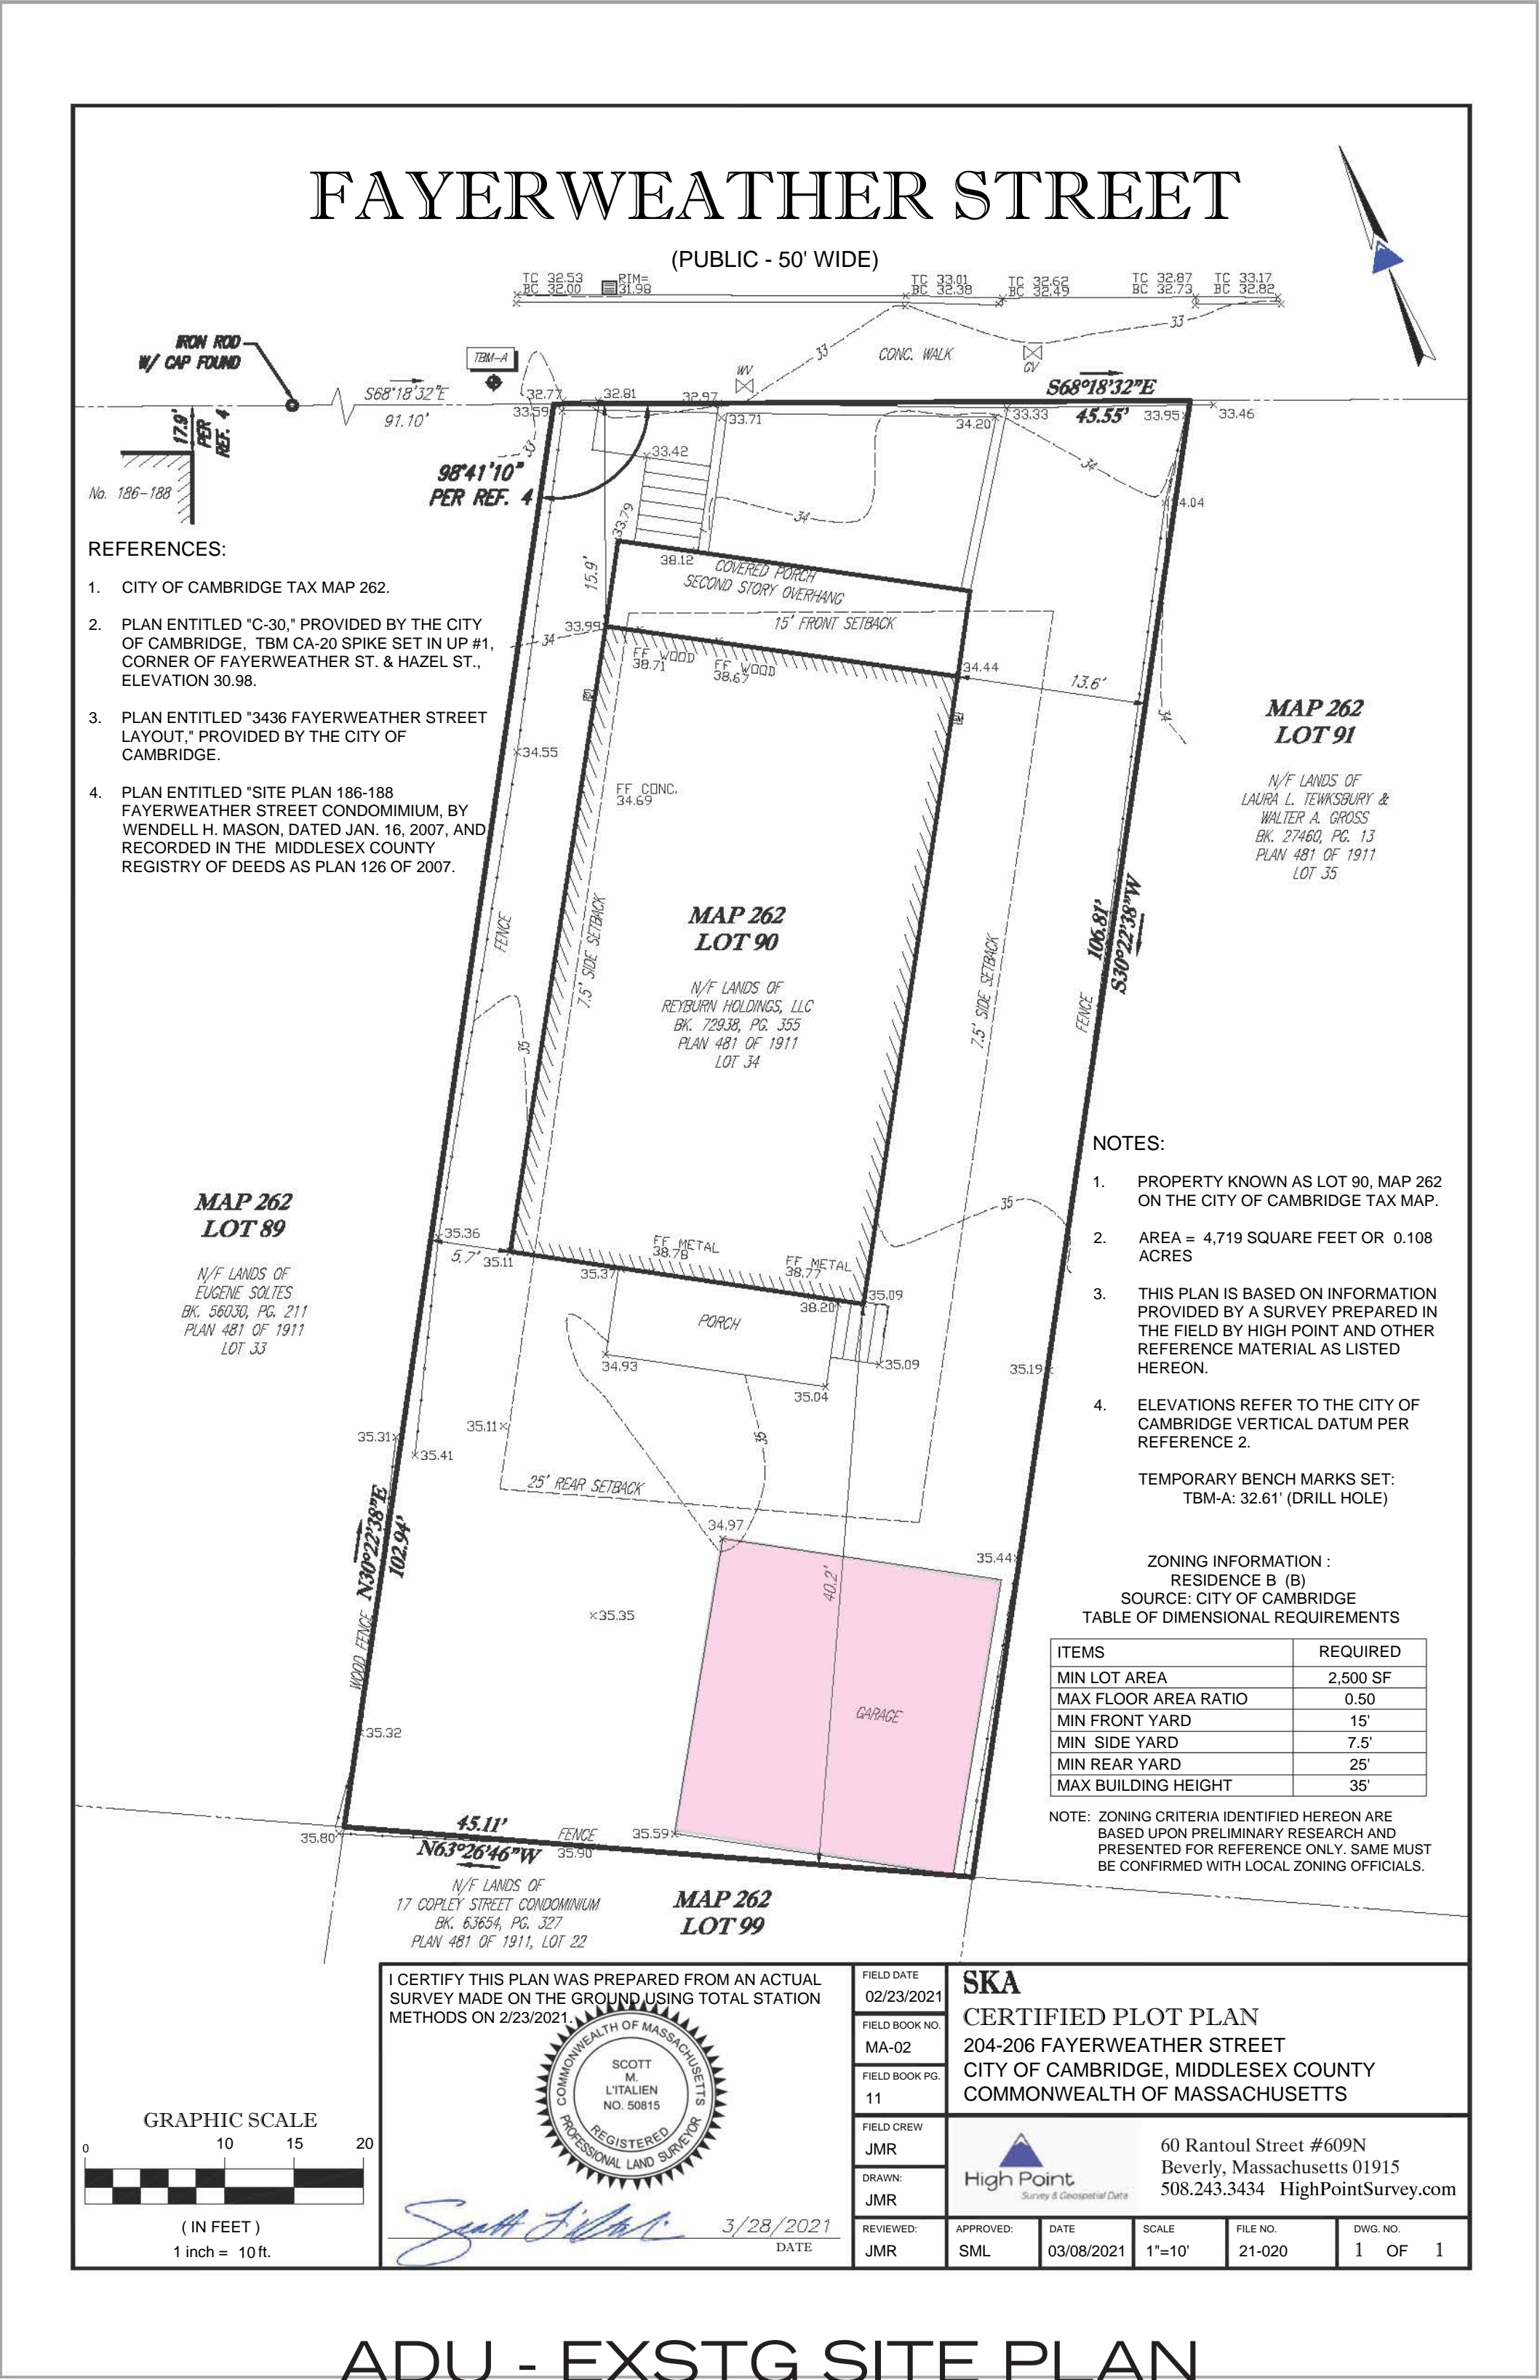 FAYERWEATHER STREET
(PUBLIC - 50' WIDE)
TC 32.53
BC 32.00
RIM=
31.98
TC 33.01
BC 32.38
TC 32.62
BC 32.49
TC 32.87
BC 32.73
TC 33.17
BC 32.82
33
33
CONC. WALK
GV
WV
IRON ROD
W/ CAP FOUND
TBM-A
S68°18'32"E
91.10'
S68°18'32"E
45.55'
32.77
32.81
32.97
33.59
33.71
34.20
33.33
33.95
33.46
17.9'
PER
REF. 4
No. 186-188
33
33.42
34
34.04
98°41'10"
PER REF. 4
33.79
34
38.12
COVERED PORCH
SECOND STORY OVERHANG
15.9'
15' FRONT SETBACK
33.99
34
FF WOOD
38.71
FF WOOD
38.67
34.44
13.6'
34
REFERENCES:
1. CITY OF CAMBRIDGE TAX MAP 262.
2. PLAN ENTITLED "C-30," PROVIDED BY THE CITY
OF CAMBRIDGE, TBM CA-20 SPIKE SET IN UP #1,
CORNER OF FAYERWEATHER ST. & HAZEL ST.,
ELEVATION 30.98.
3. PLAN ENTITLED "3436 FAYERWEATHER STREET
LAYOUT," PROVIDED BY THE CITY OF
CAMBRIDGE.
4. PLAN ENTITLED "SITE PLAN 186-188
FAYERWEATHER STREET CONDOMIMIUM, BY
WENDELL H. MASON, DATED JAN. 16, 2007, AND
RECORDED IN THE MIDDLESEX COUNTY
REGISTRY OF DEEDS AS PLAN 126 OF 2007.
34.55
FF CONC.
34.69
MAP 262
LOT 91
N/F LANDS OF
LAURA L. TEWKSBURY &
WALTER A. GROSS
BK. 27460, PG. 13
PLAN 481 OF 1911
LOT 35
FENCE
7.5' SIDE SETBACK
MAP 262
LOT 90
N/F LANDS OF
REYBURN HOLDINGS, LLC
BK. 72938, PG. 355
PLAN 481 OF 1911
LOT 34
7.5' SIDE SETBACK
FENCE
106.81'
S30°22'38"W
35
MAP 262
LOT 89
N/F LANDS OF
EUGENE SOLTES
BK. 56030, PG. 211
PLAN 481 OF 1911
LOT 33
35.36
5.7'
35.11
35.37
FF METAL
38.78
FF METAL
38.77
38.20
35.09
35
PORCH
34.93
35.04
35.09
35.19
35.11
35.31
35.41
35
25' REAR SETBACK
34.97
35.44
N30°22'38"E
102.94'
WOOD FENCE
35.35
40.2'
GARAGE
35.32
35.80
45.11'
N63°26'46"W
FENCE
35.90
35.59
N/F LANDS OF
17 COPLEY STREET CONDOMINIUM
BK. 63654, PG. 327
PLAN 481 OF 1911, LOT 22
MAP 262
LOT 99
NOTES:
1. PROPERTY KNOWN AS LOT 90, MAP 262
ON THE CITY OF CAMBRIDGE TAX MAP.
2. AREA = 4,719 SQUARE FEET OR 0.108
ACRES
3. THIS PLAN IS BASED ON INFORMATION
PROVIDED BY A SURVEY PREPARED IN
THE FIELD BY HIGH POINT AND OTHER
REFERENCE MATERIAL AS LISTED
HEREON.
4. ELEVATIONS REFER TO THE CITY OF
CAMBRIDGE VERTICAL DATUM PER
REFERENCE 2.
TEMPORARY BENCH MARKS SET:
TBM-A: 32.61' (DRILL HOLE)
ZONING INFORMATION :
RESIDENCE B (B)
SOURCE: CITY OF CAMBRIDGE
TABLE OF DIMENSIONAL REQUIREMENTS
ITEMS REQUIRED
MIN LOT AREA 2,500 SF
MAX FLOOR AREA RATIO 0.50
MIN FRONT YARD 15'
MIN SIDE YARD 7.5'
MIN REAR YARD 25'
MAX BUILDING HEIGHT 35'
NOTE: ZONING CRITERIA IDENTIFIED HEREON ARE
BASED UPON PRELIMINARY RESEARCH AND
PRESENTED FOR REFERENCE ONLY. SAME MUST
BE CONFIRMED WITH LOCAL ZONING OFFICIALS.
GRAPHIC SCALE
0 10 15 20
( IN FEET )
1 inch = 10 ft.
I CERTIFY THIS PLAN WAS PREPARED FROM AN ACTUAL
SURVEY MADE ON THE GROUND USING TOTAL STATION
METHODS ON 2/23/2021.
COMMONWEALTH OF MASSACHUSETTS
SCOTT
M.
L'ITALIEN
NO. 50815
REGISTERED
PROFESSIONAL LAND SURVEYOR
3/28/2021
DATE
FIELD DATE
02/23/2021
FIELD BOOK NO.
MA-02
FIELD BOOK PG.
11
FIELD CREW
JMR
DRAWN:
JMR
REVIEWED:
JMR
SKA
CERTIFIED PLOT PLAN
204-206 FAYERWEATHER STREET
CITY OF CAMBRIDGE, MIDDLESEX COUNTY
COMMONWEALTH OF MASSACHUSETTS
High Point
Survey & Geospatial Data
60 Rantoul Street #609N
Beverly, Massachusetts 01915
508.243.3434 HighPointSurvey.com
APPROVED:
SML
DATE
03/08/2021
SCALE
1"=10'
FILE NO.
21-020
DWG. NO.
1 OF 1
ADU - EXSTG SITE PLAN